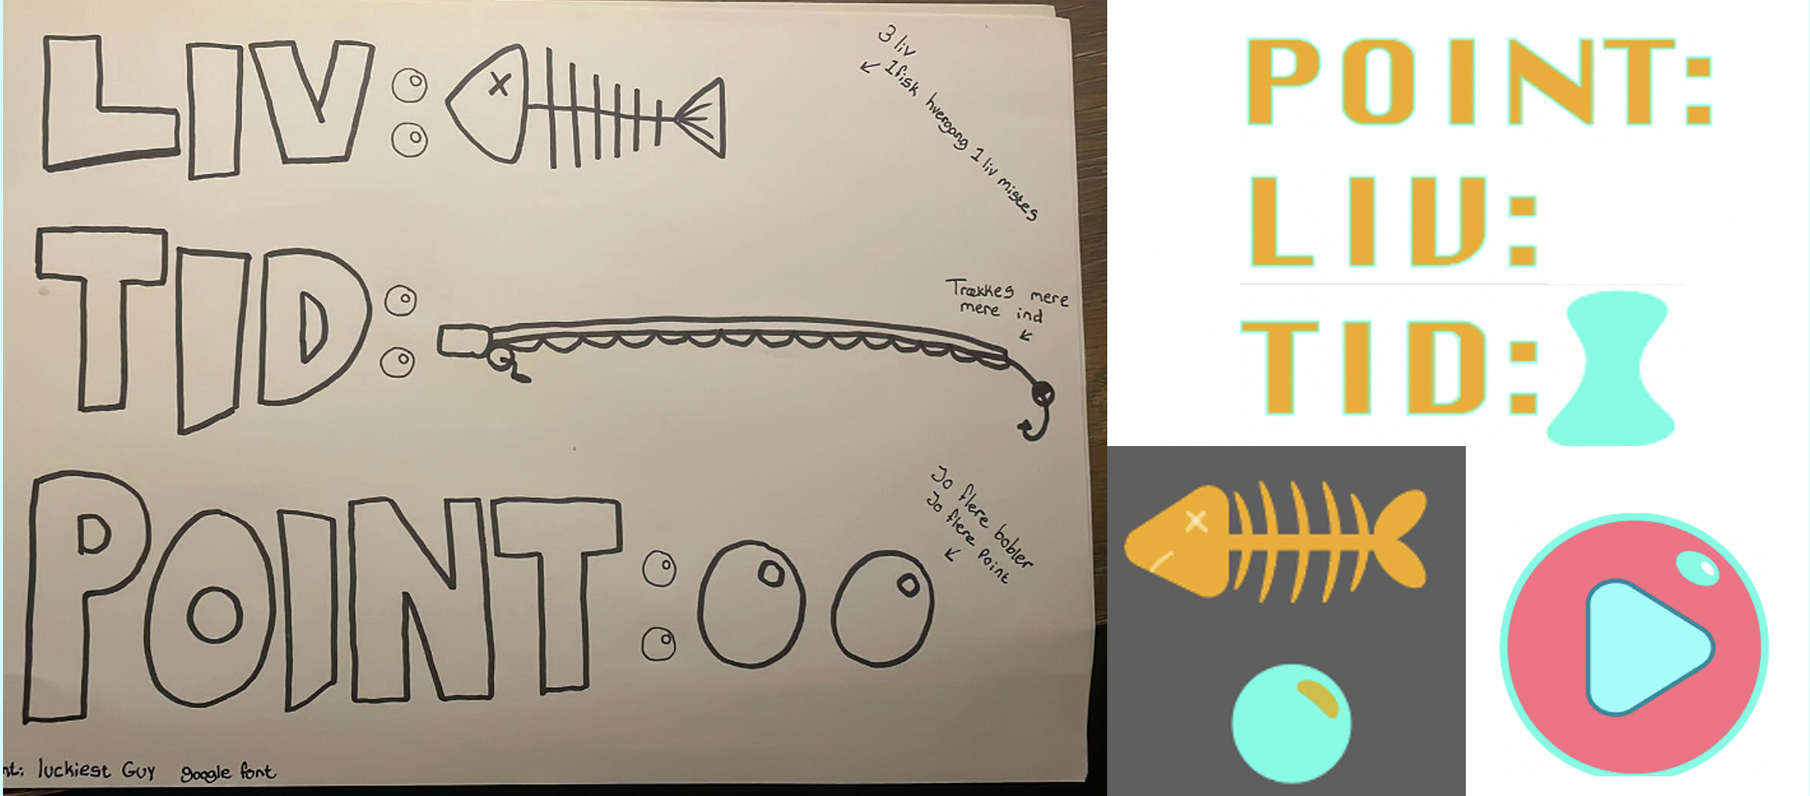 LIV:
3 liv
1 fisk hvergang 1 liv mistes
TID:
Trækkes mere
mere ind
POINT:
Jo flere bobler
Jo flere point
nt: luckiest Guy google font
POINT:
LIV:
TID: